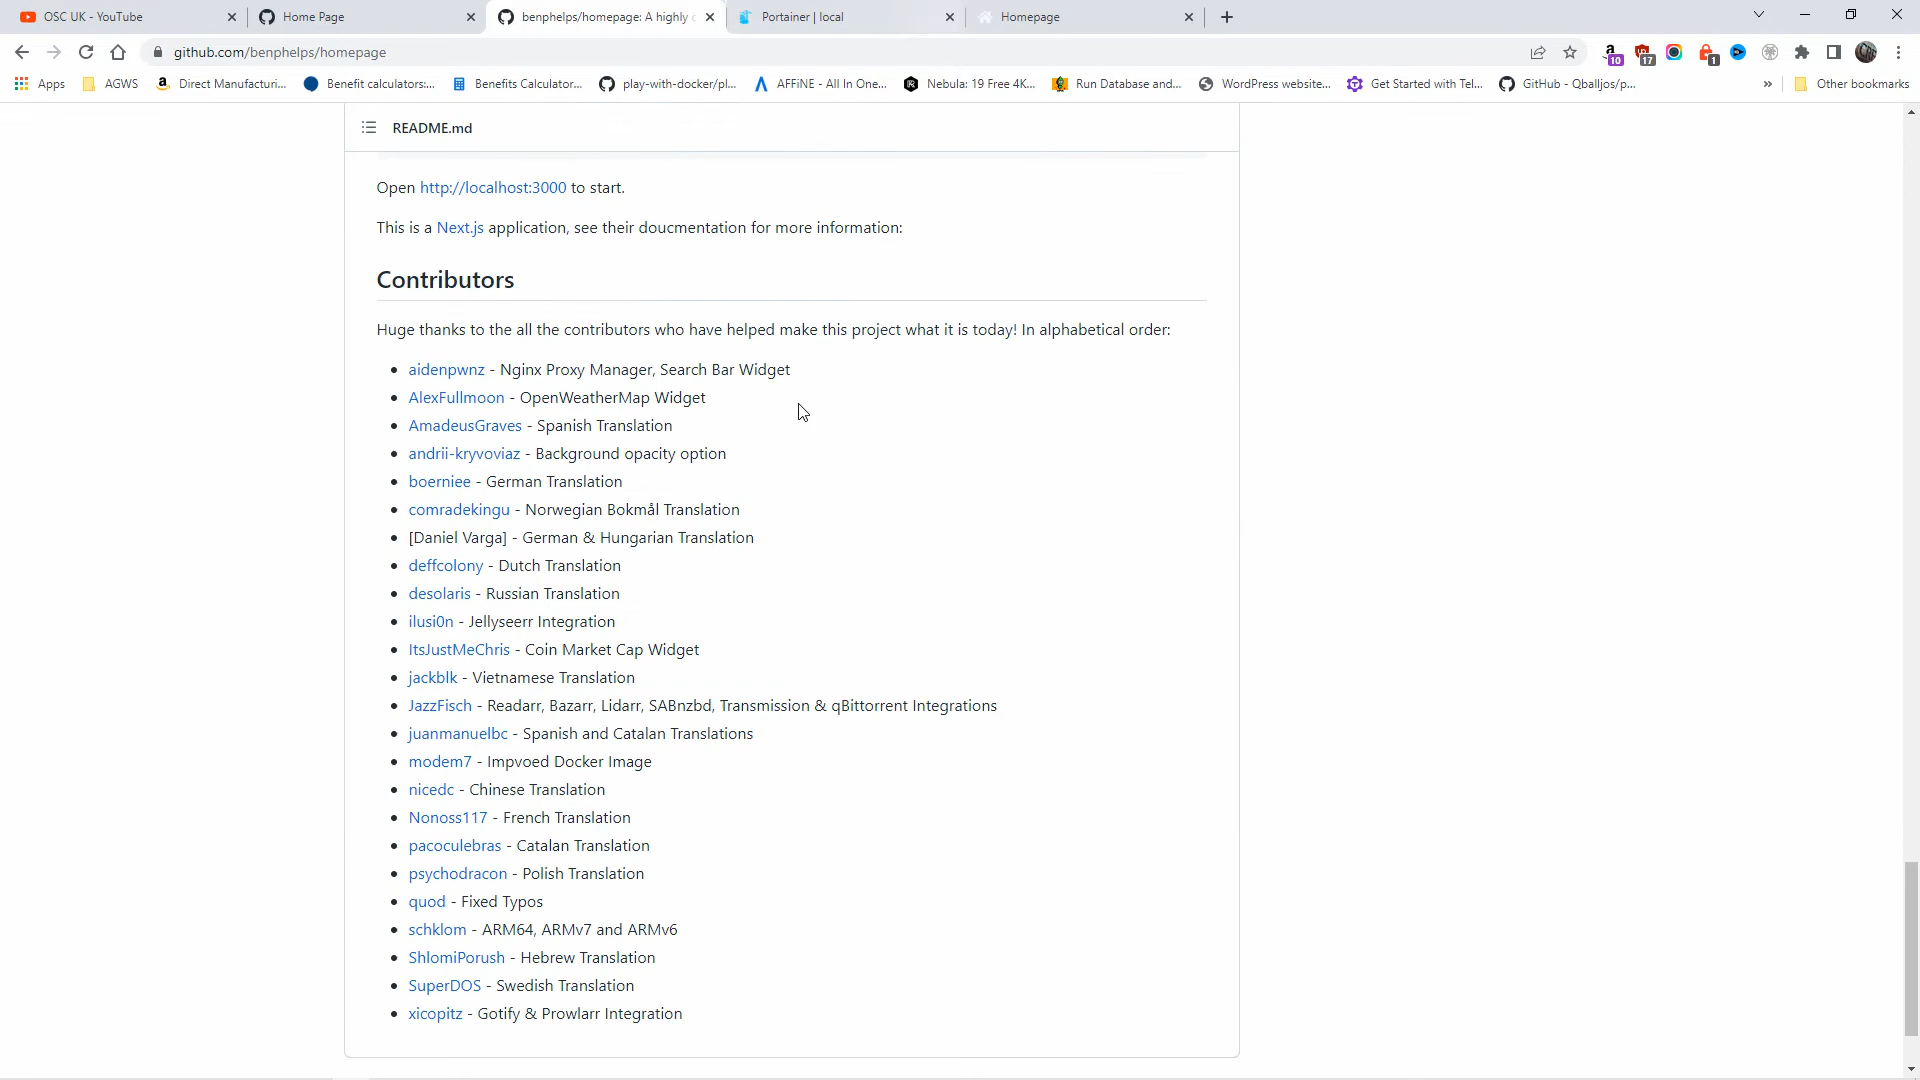 OSC UK - YouTube
Home Page
benphelps/homepage: A highly c
Portainer | local
Homepage
github.com/benphelps/homepage
10
17
1
Apps
AGWS
Direct Manufacturi...
Benefit calculators:...
Benefits Calculator...
play-with-docker/pl...
AFFiNE - All In One...
Nebula: 19 Free 4K...
Run Database and...
WordPress website...
Get Started with Tel...
GitHub - Qballjos/p...
»
Other bookmarks
README.md
Open http://localhost:3000 to start.
This is a Next.js application, see their doucmentation for more information:
Contributors
Huge thanks to the all the contributors who have helped make this project what it is today! In alphabetical order:
• aidenpwnz - Nginx Proxy Manager, Search Bar Widget
• AlexFullmoon - OpenWeatherMap Widget
• AmadeusGraves - Spanish Translation
• andrii-kryvoviaz - Background opacity option
• boerniee - German Translation
• comradekingu - Norwegian Bokmål Translation
• [Daniel Varga] - German & Hungarian Translation
• deffcolony - Dutch Translation
• desolaris - Russian Translation
• ilusi0n - Jellyseerr Integration
• ItsJustMeChris - Coin Market Cap Widget
• jackblk - Vietnamese Translation
• JazzFisch - Readarr, Bazarr, Lidarr, SABnzbd, Transmission & qBittorrent Integrations
• juanmanuelbc - Spanish and Catalan Translations
• modem7 - Impvoed Docker Image
• nicedc - Chinese Translation
• Nonoss117 - French Translation
• pacoculebras - Catalan Translation
• psychodracon - Polish Translation
• quod - Fixed Typos
• schklom - ARM64, ARMv7 and ARMv6
• ShlomiPorush - Hebrew Translation
• SuperDOS - Swedish Translation
• xicopitz - Gotify & Prowlarr Integration